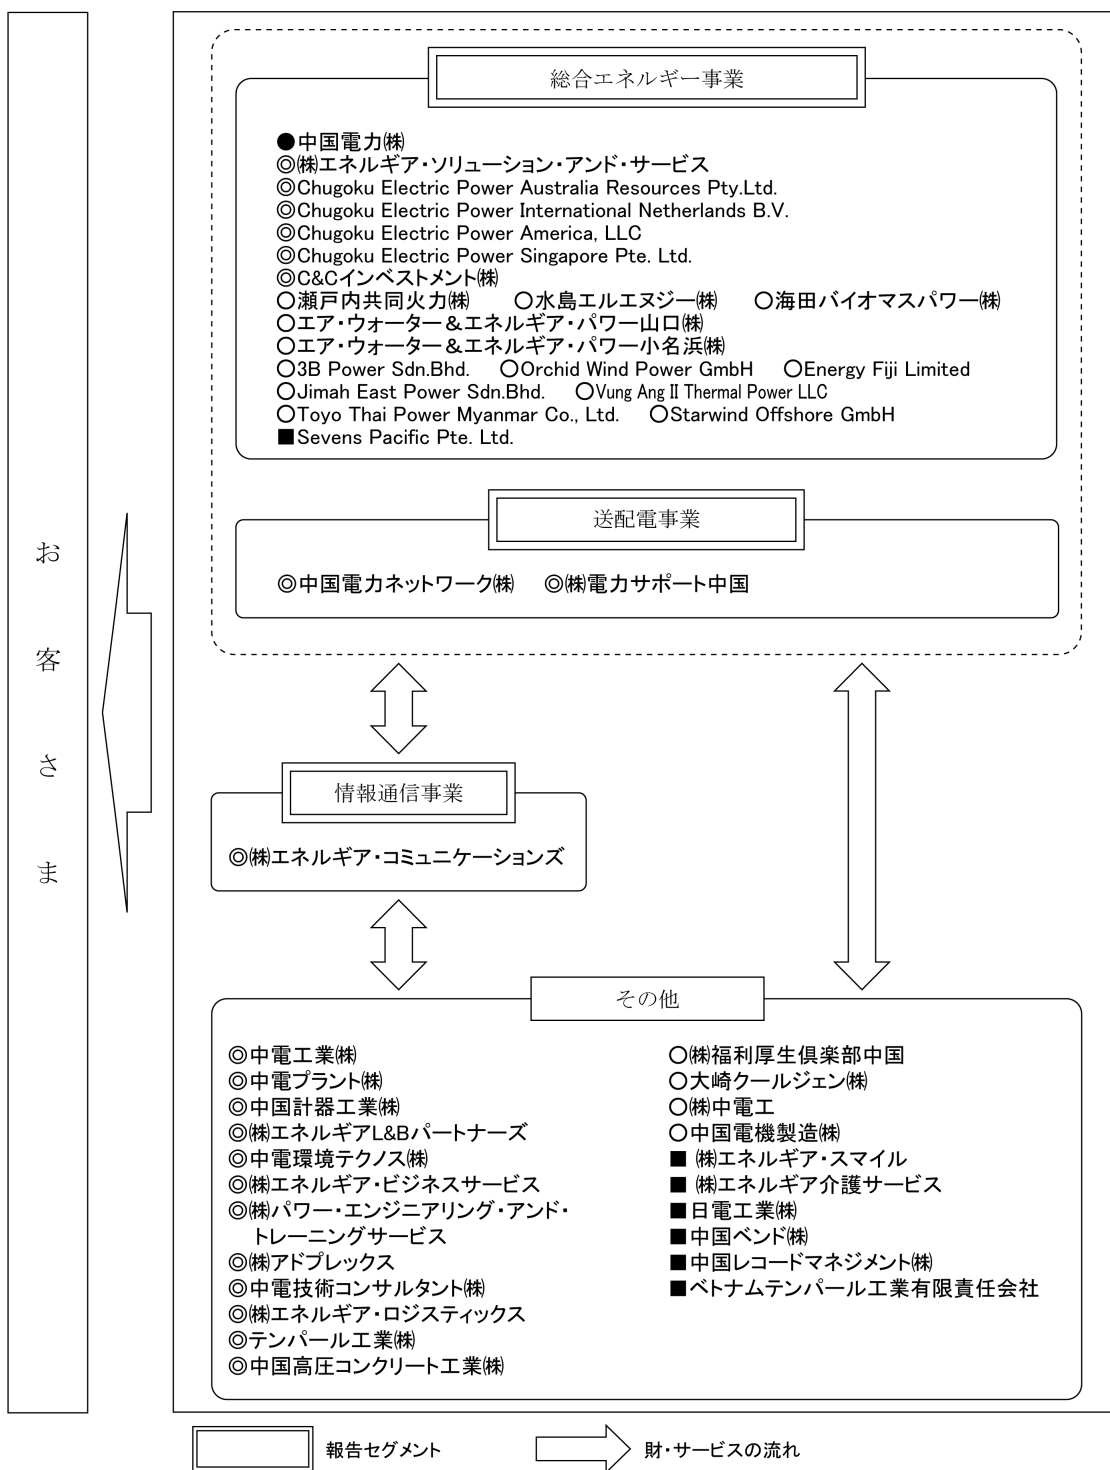 お客さま
総合エネルギー事業
●中国電力㈱
◎㈱エネルギア・ソリューション・アンド・サービス
◎Chugoku Electric Power Australia Resources Pty.Ltd.
◎Chugoku Electric Power International Netherlands B.V.
◎Chugoku Electric Power America, LLC
◎Chugoku Electric Power Singapore Pte. Ltd.
◎C&Cインベストメント㈱
○瀬戸内共同火力㈱　○水島エルエヌジー㈱　○海田バイオマスパワー㈱
○エア・ウォーター＆エネルギア・パワー山口㈱
○エア・ウォーター＆エネルギア・パワー小名浜㈱
○3B Power Sdn.Bhd.　○Orchid Wind Power GmbH　○Energy Fiji Limited
○Jimah East Power Sdn.Bhd.　○Vung Ang II Thermal Power LLC
○Toyo Thai Power Myanmar Co., Ltd.　○Starwind Offshore GmbH
■Sevens Pacific Pte. Ltd.
送配電事業
◎中国電力ネットワーク㈱　◎㈱電力サポート中国
情報通信事業
◎㈱エネルギア・コミュニケーションズ
その他
◎中電工業㈱
◎中電プラント㈱
◎中国計器工業㈱
◎㈱エネルギアL&Bパートナーズ
◎中電環境テクノス㈱
◎㈱エネルギア・ビジネスサービス
◎㈱パワー・エンジニアリング・アンド・
トレーニングサービス
◎㈱アドプレックス
◎中電技術コンサルタント㈱
◎㈱エネルギア・ロジスティックス
◎テンパール工業㈱
◎中国高圧コンクリート工業㈱
○㈱福利厚生倶楽部中国
○大崎クールジェン㈱
○㈱中電工
○中国電機製造㈱
■ ㈱エネルギア・スマイル
■ ㈱エネルギア介護サービス
■日電工業㈱
■中国ベンド㈱
■中国レコードマネジメント㈱
■ベトナムテンパール工業有限責任会社
報告セグメント
財・サービスの流れ